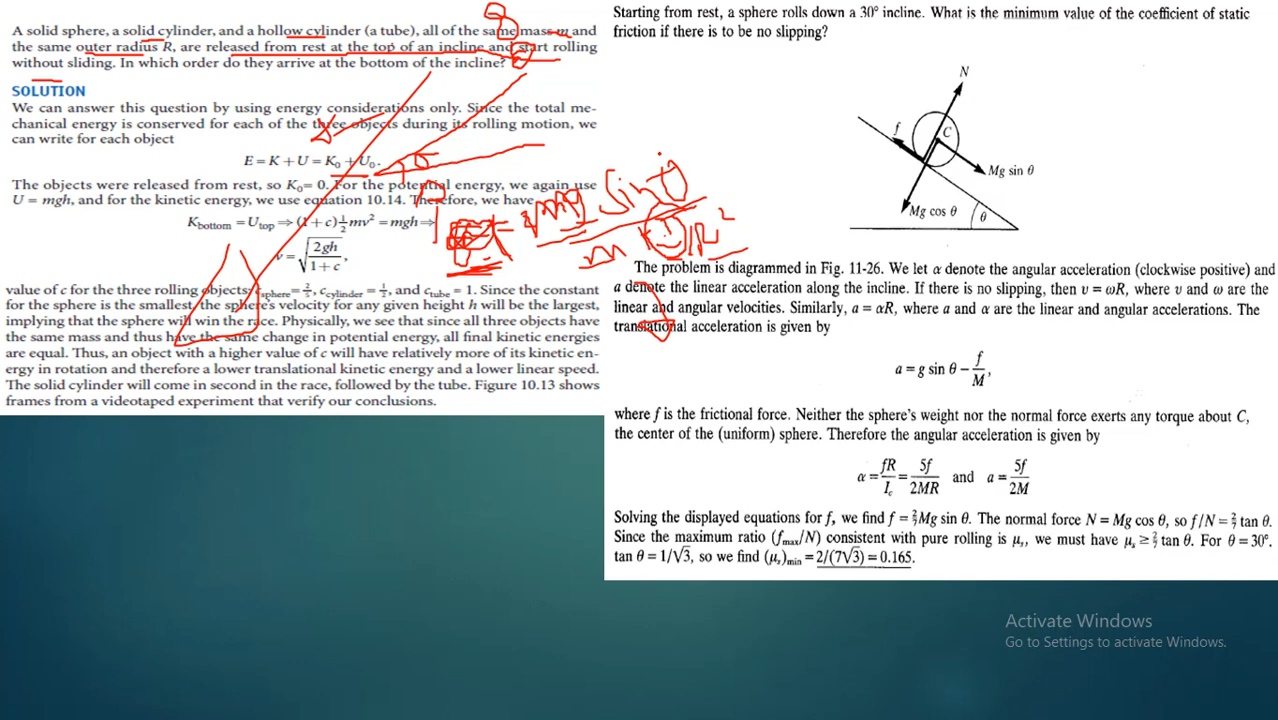 A solid sphere, a solid cylinder, and a hollow cylinder (a tube), all of the same mass m and
the same outer radius R, are released from rest at the top of an incline and start rolling
without sliding. In which order do they arrive at the bottom of the incline?
SOLUTION
We can answer this question by using energy considerations only. Since the total me-
chanical energy is conserved for each of the three objects during its rolling motion, we
can write for each object
E = K + U = K₀ + U₀.
The objects were released from rest, so K₀ = 0. For the potential energy, we again use
U = mgh, and for the kinetic energy, we use equation 10.14. Therefore, we have
K_bottom = U_top ⇒ (1 + c) ½ mv² = mgh ⇒
v = √(2gh / (1 + c)),
value of c for the three rolling objects: c_sphere = 2/5, c_cylinder = 1/2, and c_tube = 1. Since the constant
for the sphere is the smallest, the sphere's velocity for any given height h will be the largest,
implying that the sphere will win the race. Physically, we see that since all three objects have
the same mass and thus have the same change in potential energy, all final kinetic energies
are equal. Thus, an object with a higher value of c will have relatively more of its kinetic en-
ergy in rotation and therefore a lower translational kinetic energy and a lower linear speed.
The solid cylinder will come in second in the race, followed by the tube. Figure 10.13 shows
frames from a videotaped experiment that verify our conclusions.
mg sin θ
m R²
Starting from rest, a sphere rolls down a 30° incline. What is the minimum value of the coefficient of static
friction if there is to be no slipping?
N
f
C
Mg sin θ
Mg cos θ
θ
The problem is diagrammed in Fig. 11-26. We let α denote the angular acceleration (clockwise positive) and
a denote the linear acceleration along the incline. If there is no slipping, then v = ωR, where v and ω are the
linear and angular velocities. Similarly, a = αR, where a and α are the linear and angular accelerations. The
translational acceleration is given by
a = g sin θ − f/M,
where f is the frictional force. Neither the sphere's weight nor the normal force exerts any torque about C,
the center of the (uniform) sphere. Therefore the angular acceleration is given by
α = fR/I_c = 5f/2MR and a = 5f/2M
Solving the displayed equations for f, we find f = 2/7 Mg sin θ. The normal force N = Mg cos θ, so f/N = 2/7 tan θ.
Since the maximum ratio (f_max/N) consistent with pure rolling is μ_s, we must have μ_s ≥ 2/7 tan θ. For θ = 30°.
tan θ = 1/√3, so we find (μ_s)_min = 2/(7√3) = 0.165.
Activate Windows
Go to Settings to activate Windows.